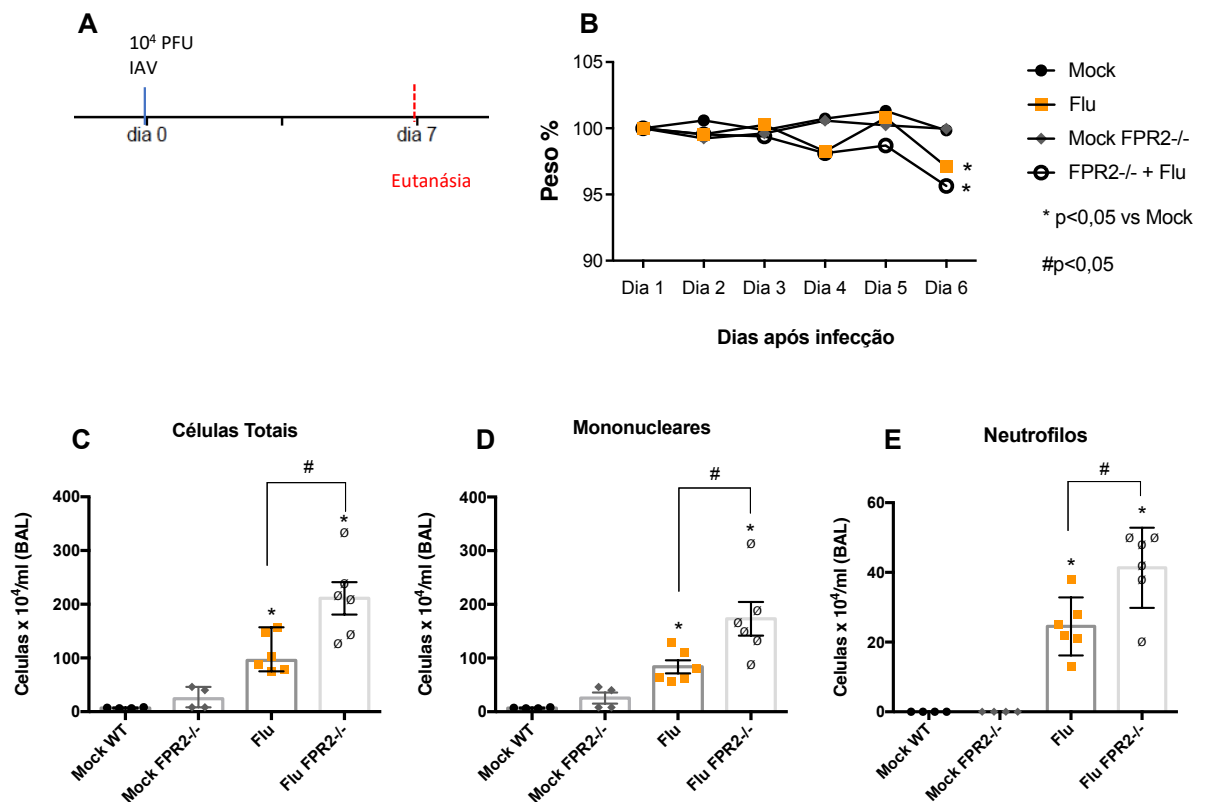 A
10⁴ PFU
IAV
dia 0
dia 7
Eutanásia
B
Peso %
105
100
95
90
Dia 1 Dia 2 Dia 3 Dia 4 Dia 5 Dia 6
Dias após infecção
*
*
Mock
Flu
Mock FPR2-/-
FPR2-/- + Flu
* p<0,05 vs Mock
#p<0,05
C
Células Totais
Celulas x 10⁴/ml (BAL)
400
300
200
100
0
#
*
*
Mock WT
Mock FPR2-/-
Flu
Flu FPR2-/-
D
Mononucleares
Celulas x 10⁴/ml (BAL)
400
300
200
100
0
#
*
*
Mock WT
Mock FPR2-/-
Flu
Flu FPR2-/-
E
Neutrofilos
Celulas x 10⁴/ml (BAL)
60
40
20
0
#
*
*
Mock WT
Mock FPR2-/-
Flu
Flu FPR2-/-